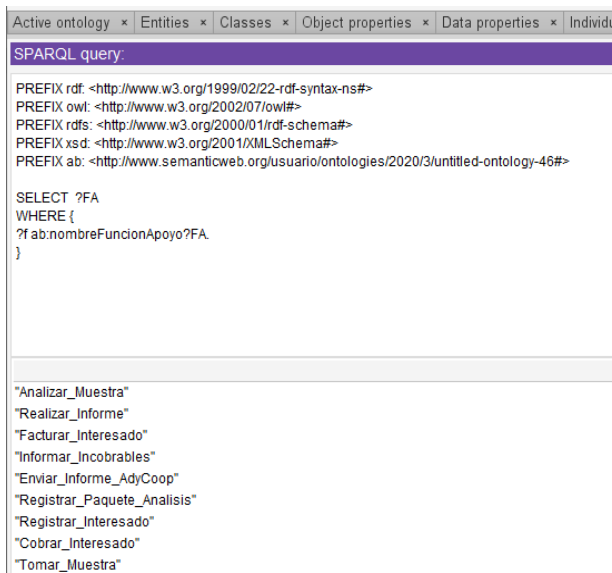 Active ontology × Entities × Classes × Object properties × Data properties × Individu
SPARQL query:
PREFIX rdf: <http://www.w3.org/1999/02/22-rdf-syntax-ns#>
PREFIX owl: <http://www.w3.org/2002/07/owl#>
PREFIX rdfs: <http://www.w3.org/2000/01/rdf-schema#>
PREFIX xsd: <http://www.w3.org/2001/XMLSchema#>
PREFIX ab: <http://www.semanticweb.org/usuario/ontologies/2020/3/untitled-ontology-46#>
SELECT ?FA
WHERE {
?f ab:nombreFuncionApoyo?FA.
}
"Analizar_Muestra"
"Realizar_Informe"
"Facturar_Interesado"
"Informar_Incobrables"
"Enviar_Informe_AdyCoop"
"Registrar_Paquete_Analisis"
"Registrar_Interesado"
"Cobrar_Interesado"
"Tomar_Muestra"